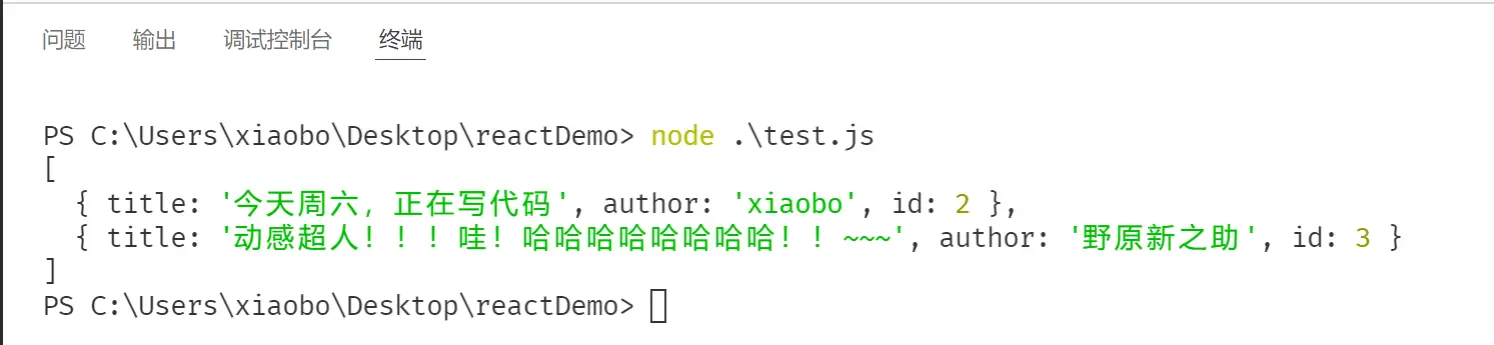 问题 输出 调试控制台 终端
PS C:\Users\xiaobo\Desktop\reactDemo> node .\test.js
[
  { title: '今天周六，正在写代码', author: 'xiaobo', id: 2 },
  { title: '动感超人！！！哇！哈哈哈哈哈哈哈哈！！~~~', author: '野原新之助', id: 3 }
]
PS C:\Users\xiaobo\Desktop\reactDemo>